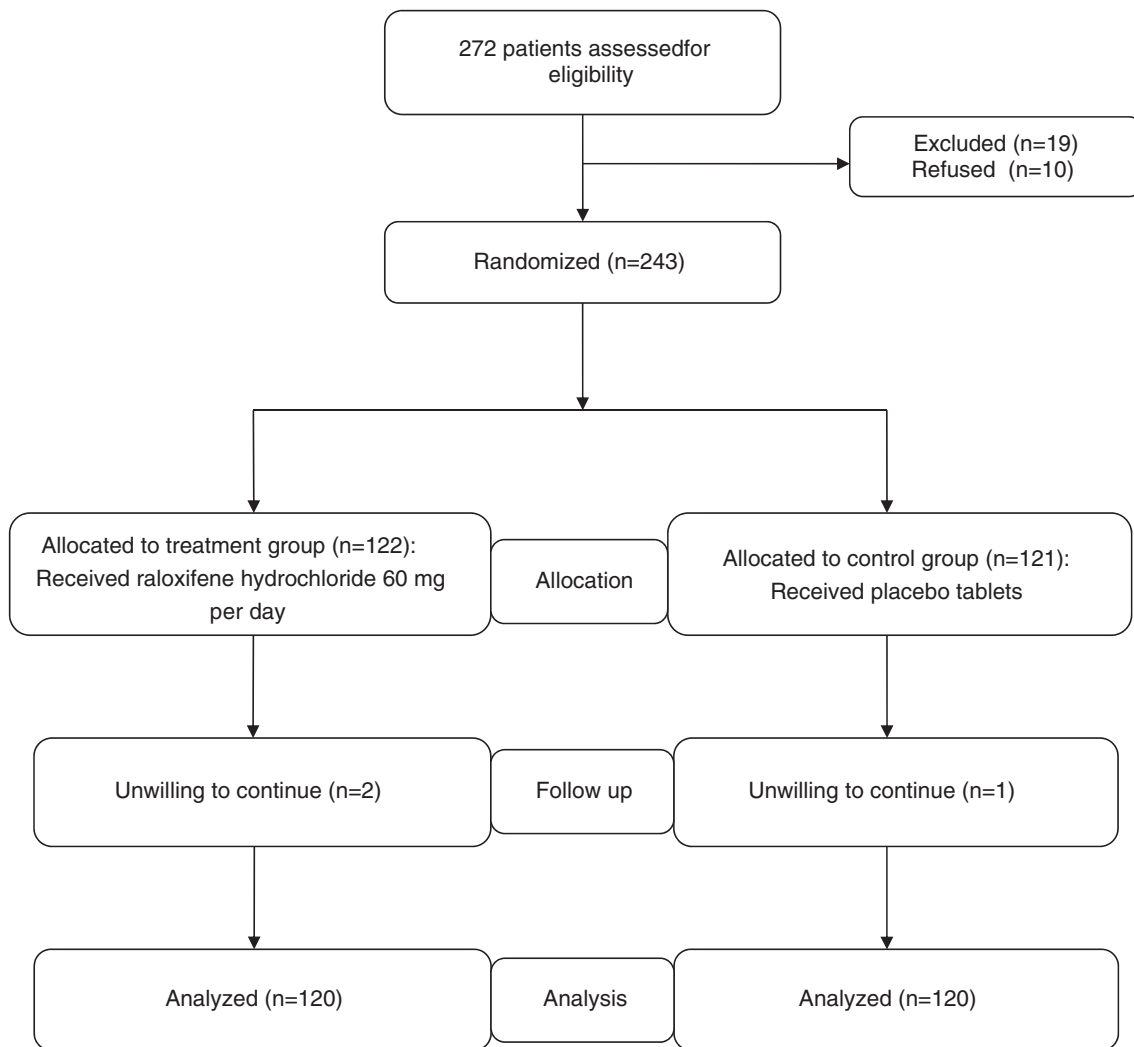 272 patients assessedfor
eligibility
Excluded (n=19)
Refused (n=10)
Randomized (n=243)
Allocated to treatment group (n=122):
Received raloxifene hydrochloride 60 mg
per day
Allocation
Allocated to control group (n=121):
Received placebo tablets
Unwilling to continue (n=2)
Follow up
Unwilling to continue (n=1)
Analyzed (n=120)
Analysis
Analyzed (n=120)